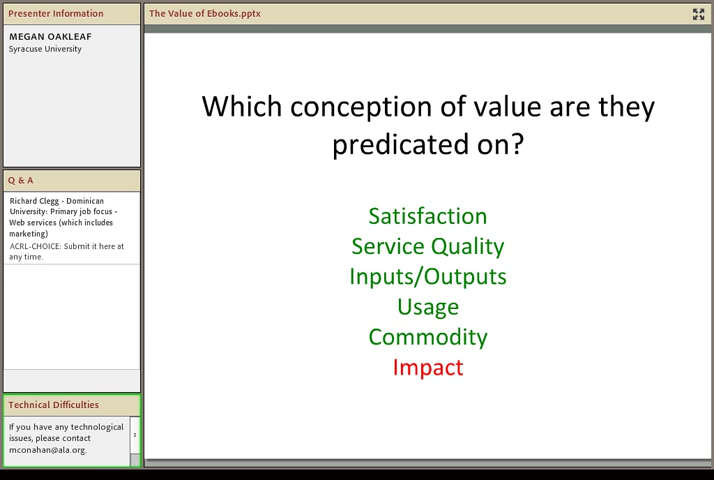 Presenter Information
MEGAN OAKLEAF
Syracuse University
Q & A
Richard Clegg - Dominican
University: Primary job focus -
Web services (which includes
marketing)
ACRL-CHOICE: Submit it here at
any time.
Technical Difficulties
If you have any technological
issues, please contact
mconahan@ala.org.
The Value of Ebooks.pptx
Which conception of value are they
predicated on?
Satisfaction
Service Quality
Inputs/Outputs
Usage
Commodity
Impact